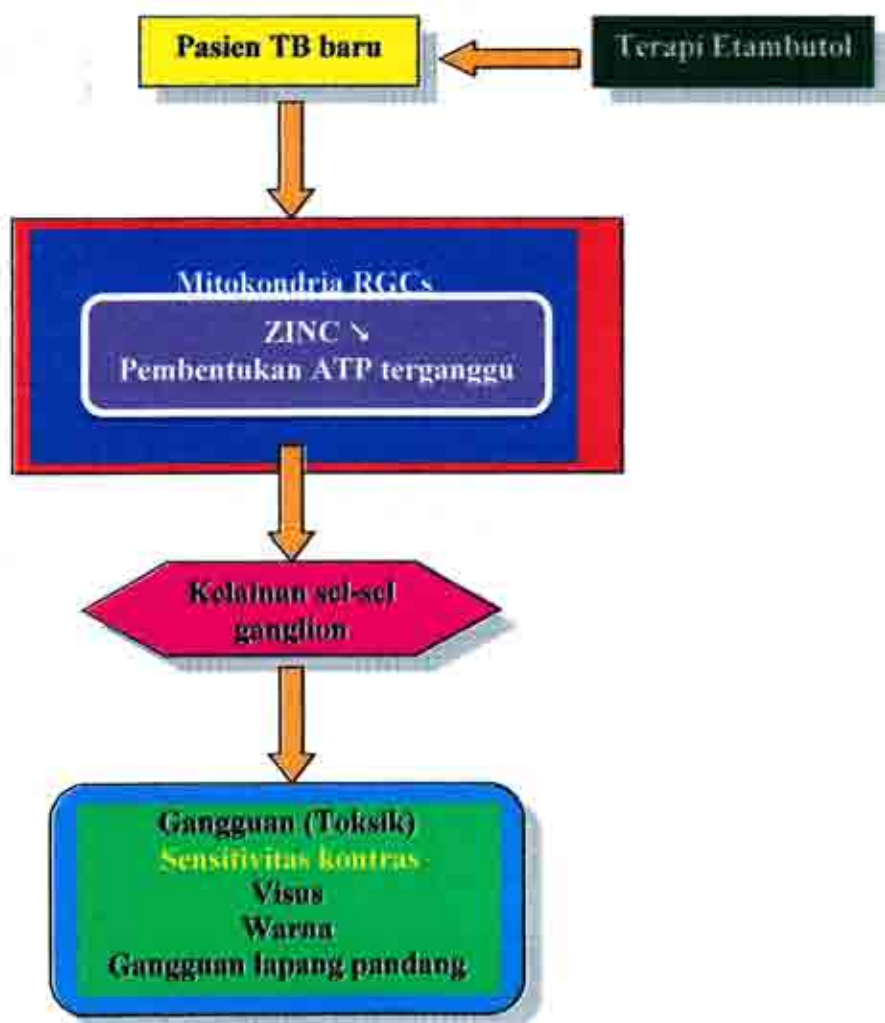 Pasien TB baru
Terapi Etambutol
Mitokondria RGCs
ZINC ↘
Pembentukan ATP terganggu
Kelainan sel-sel
ganglion
Gangguan (Toksik)
Sensifivitas kontras
Visus
Warna
Gangguan lapang pandang